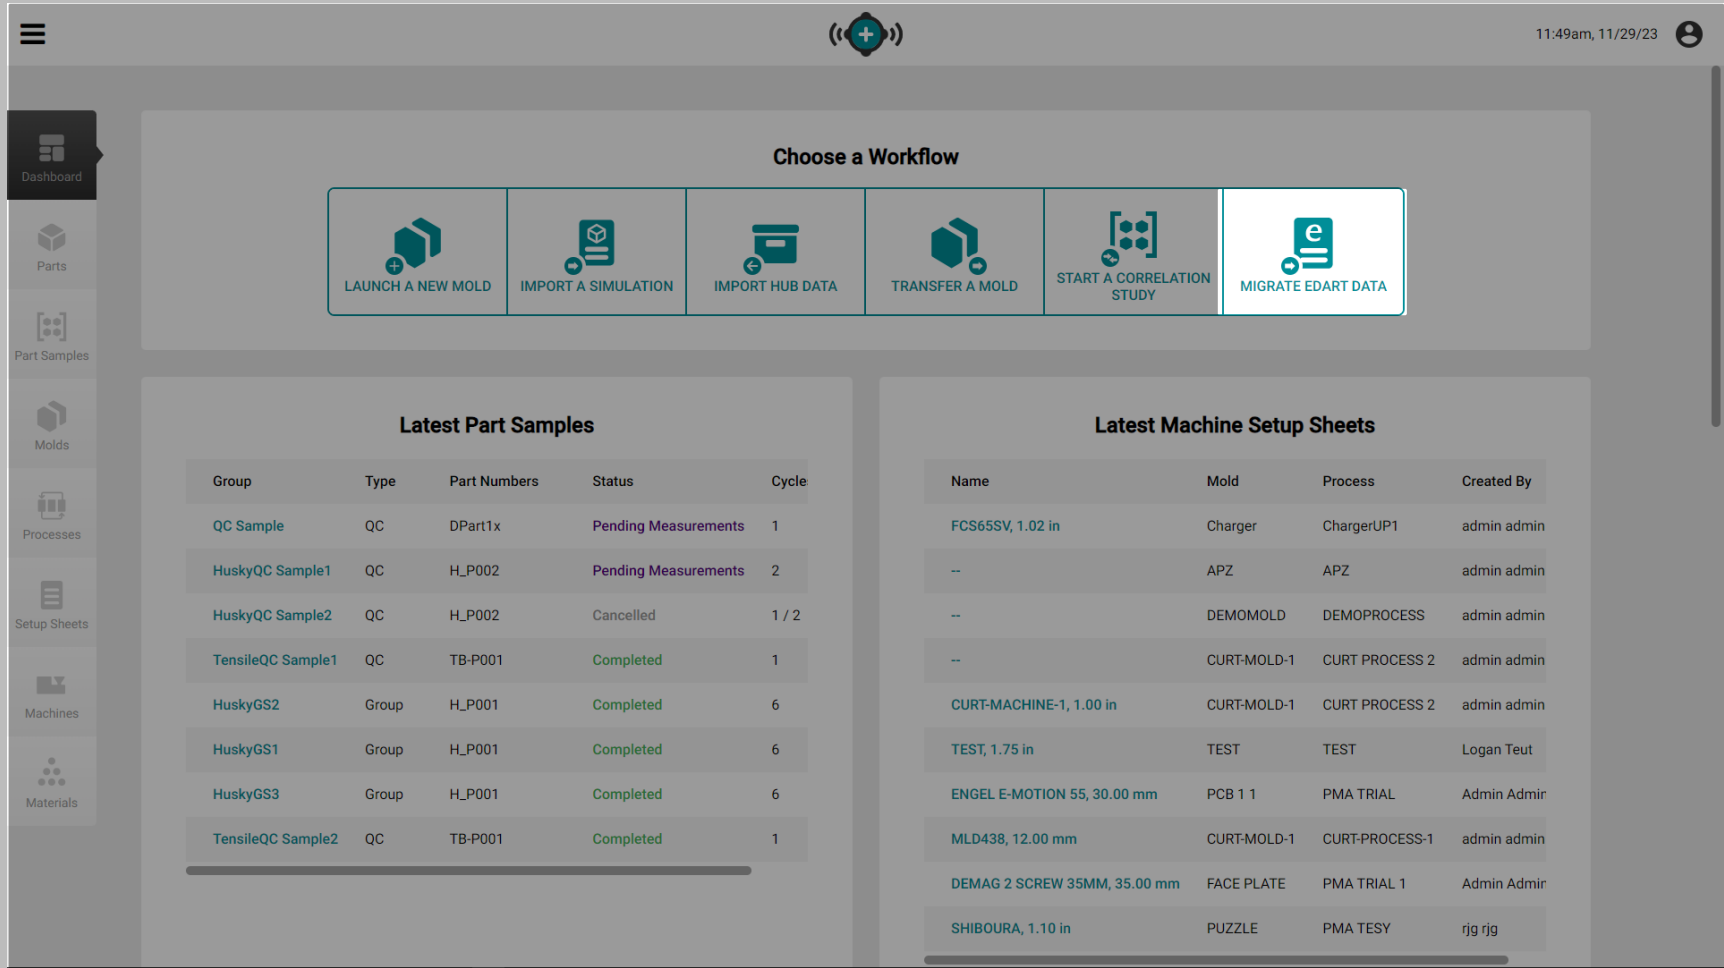 11:49am, 11/29/23
Dashboard
Parts
Part Samples
Molds
Processes
Setup Sheets
Machines
Materials
Choose a Workflow
LAUNCH A NEW MOLD
IMPORT A SIMULATION
IMPORT HUB DATA
TRANSFER A MOLD
START A CORRELATION
STUDY
e
MIGRATE EDART DATA
Latest Part Samples
Group Type Part Numbers Status Cycle
QC Sample QC DPart1x Pending Measurements 1
HuskyQC Sample1 QC H_P002 Pending Measurements 2
HuskyQC Sample2 QC H_P002 Cancelled 1 / 2
TensileQC Sample1 QC TB-P001 Completed 1
HuskyGS2 Group H_P001 Completed 6
HuskyGS1 Group H_P001 Completed 6
HuskyGS3 Group H_P001 Completed 6
TensileQC Sample2 QC TB-P001 Completed 1
Latest Machine Setup Sheets
Name Mold Process Created By
FCS65SV, 1.02 in Charger ChargerUP1 admin admin
-- APZ APZ admin admin
-- DEMOMOLD DEMOPROCESS admin admin
-- CURT-MOLD-1 CURT PROCESS 2 admin admin
CURT-MACHINE-1, 1.00 in CURT-MOLD-1 CURT PROCESS 2 admin admin
TEST, 1.75 in TEST TEST Logan Teut
ENGEL E-MOTION 55, 30.00 mm PCB 1 1 PMA TRIAL Admin Admin
MLD438, 12.00 mm CURT-MOLD-1 CURT-PROCESS-1 admin admin
DEMAG 2 SCREW 35MM, 35.00 mm FACE PLATE PMA TRIAL 1 Admin Admin
SHIBOURA, 1.10 in PUZZLE PMA TESY rjg rjg